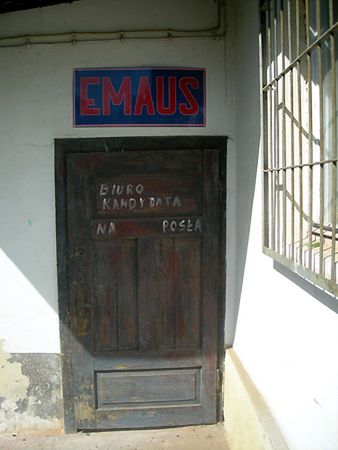 EMAUS
BIURO
KANDYDATA
NA POSŁA